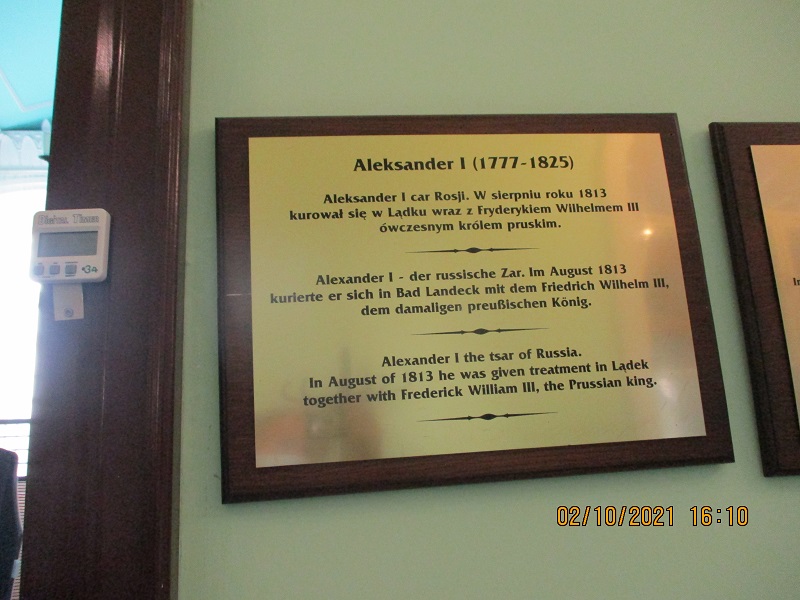 Aleksander I (1777-1825)
Aleksander I car Rosji. W sierpniu roku 1813
kurował się w Lądku wraz z Fryderykiem Wilhelmem III
ówczesnym królem pruskim.
Alexander I - der russische Zar. Im August 1813
kurierte er sich in Bad Landeck mit dem Friedrich Wilhelm III,
dem damaligen preußischen König.
Alexander I the tsar of Russia.
In August of 1813 he was given treatment in Lądek
together with Frederick William III, the Prussian king.
Digital Timer
02/10/2021 16:10